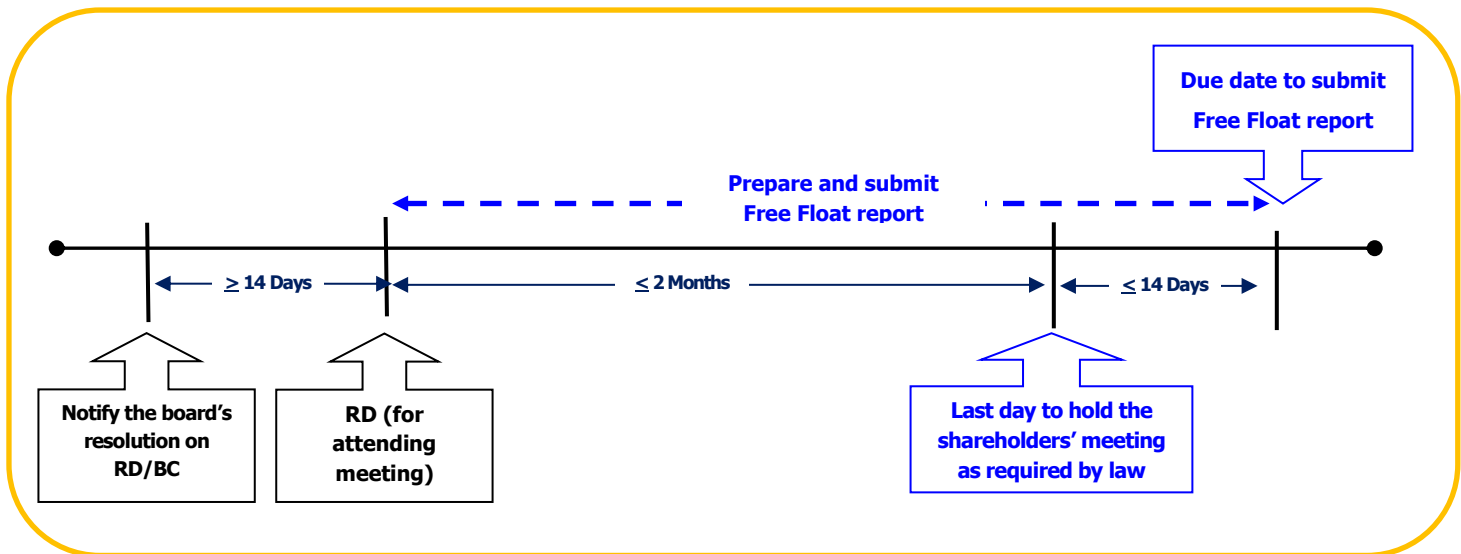 Due date to submit
Free Float report
Prepare and submit
Free Float report
> 14 Days
< 2 Months
< 14 Days
Notify the board’s
resolution on
RD/BC
RD (for
attending
meeting)
Last day to hold the
shareholders’ meeting
as required by law